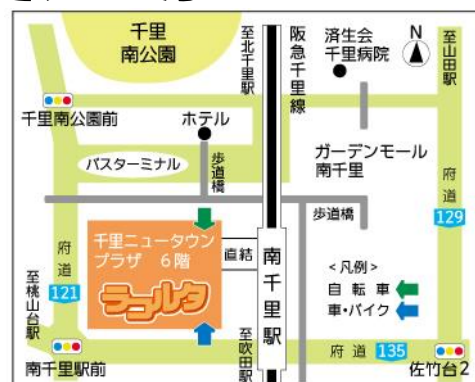 千里
南公園
至北千里駅
阪急千里線
済生会
千里病院
N
至山田駅
千里南公園前
ホテル
バスターミナル
歩道橋
ガーデンモール
南千里
府道
129
歩道橋
千里ニュータウン
プラザ 6階
ラコルタ
直結
南千里駅
<凡例>
自転車
車・バイク
府道
121
至桃山台駅
南千里駅前
至吹田駅
府道 135
佐竹台2